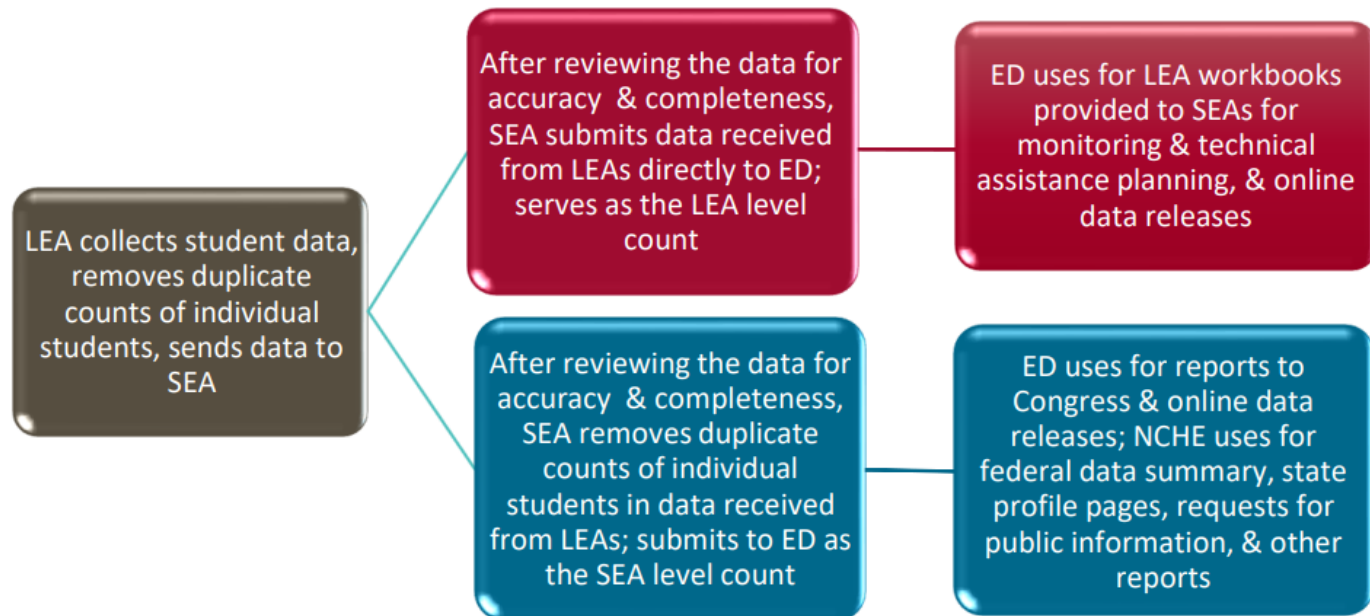 LEA collects student data,
removes duplicate
counts of individual
students, sends data to
SEA
After reviewing the data for
accuracy & completeness,
SEA submits data received
from LEAs directly to ED;
serves as the LEA level
count
ED uses for LEA workbooks
provided to SEAs for
monitoring & technical
assistance planning, & online
data releases
After reviewing the data for
accuracy & completeness,
SEA removes duplicate
counts of individual
students in data received
from LEAs; submits to ED as
the SEA level count
ED uses for reports to
Congress & online data
releases; NCHE uses for
federal data summary, state
profile pages, requests for
public information, & other
reports